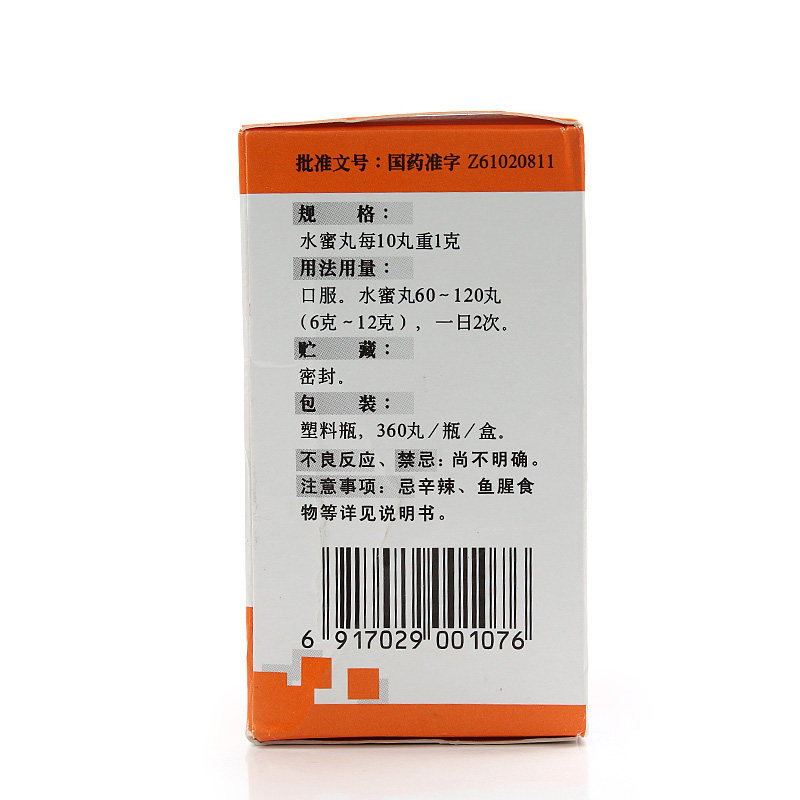 批准文号：国药准字 Z61020811
规 格：
水蜜丸每10丸重1克
用法用量：
口服。水蜜丸60~120丸
（6克~12克），一日2次。
贮 藏：
密封。
包 装：
塑料瓶，360丸/瓶/盒。
不良反应、禁忌：尚不明确。
注意事项：忌辛辣、鱼腥食
物等详见说明书。
6 917029 001076